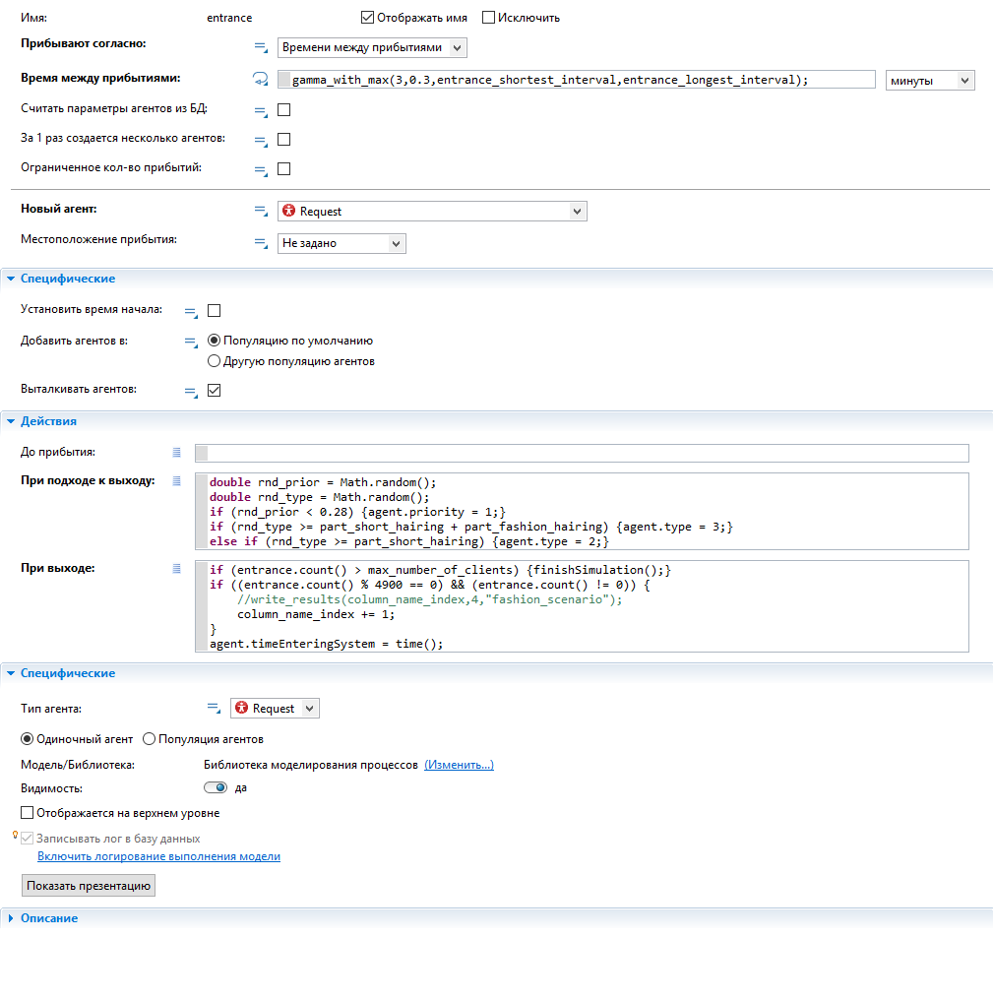 Имя: entrance Отображать имя Исключить
Прибывают согласно: Времени между прибытиями
Время между прибытиями: gamma_with_max(3,0.3,entrance_shortest_interval,entrance_longest_interval); минуты
Считать параметры агентов из БД:
За 1 раз создается несколько агентов:
Ограниченное кол-во прибытий:
Новый агент: Request
Местоположение прибытия: Не задано
Специфические
Установить время начала:
Добавить агентов в: Популяцию по умолчанию
Другую популяцию агентов
Выталкивать агентов:
Действия
До прибытия:
При подходе к выходу: double rnd_prior = Math.random();
double rnd_type = Math.random();
if (rnd_prior < 0.28) {agent.priority = 1;}
if (rnd_type >= part_short_hairing + part_fashion_hairing) {agent.type = 3;}
else if (rnd_type >= part_short_hairing) {agent.type = 2;}
При выходе: if (entrance.count() > max_number_of_clients) {finishSimulation();}
if ((entrance.count() % 4900 == 0) && (entrance.count() != 0)) {
//write_results(column_name_index,4,"fashion_scenario");
column_name_index += 1;
}
agent.timeEnteringSystem = time();
Специфические
Тип агента: Request
Одиночный агент Популяция агентов
Модель/Библиотека: Библиотека моделирования процессов (Изменить...)
Видимость: да
Отображается на верхнем уровне
Записывать лог в базу данных
Включить логирование выполнения модели
Показать презентацию
Описание